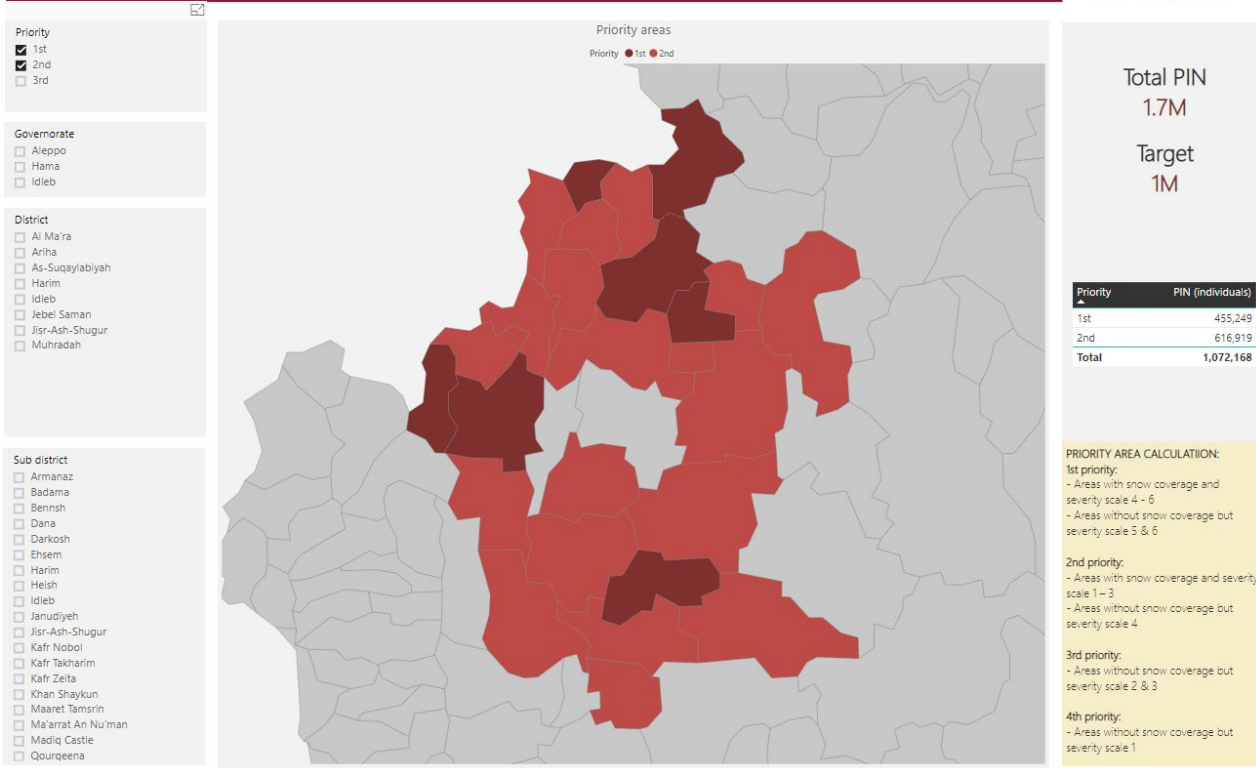 Priority
1st
2nd
3rd
Governorate
Aleppo
Hama
Idleb
District
Al Ma'ra
Ariha
As-Suqaylabiyah
Harim
Idleb
Jebel Saman
Jisr-Ash-Shugur
Muhradah
Sub district
Armanaz
Badama
Bennsh
Dana
Darkosh
Ehsem
Harim
Heish
Idleb
Janudiyeh
Jisr-Ash-Shugur
Kafr Nobol
Kafr Takharim
Kafr Zeita
Khan Shaykun
Maaret Tamsrin
Ma'arrat An Nu'man
Madiq Castle
Qourqeena
Priority areas
Priority 1st 2nd
Total PIN
1.7M
Target
1M
Priority PIN (individuals)
1st 455,249
2nd 616,919
Total 1,072,168
PRIORITY AREA CALCULATIION:
1st priority:
- Areas with snow coverage and
severity scale 4 - 6
- Areas without snow coverage but
severity scale 5 & 6
2nd priority:
- Areas with snow coverage and severity
scale 1 – 3
- Areas without snow coverage but
severity scale 4
3rd priority:
- Areas without snow coverage but
severity scale 2 & 3
4th priority:
- Areas without snow coverage but
severity scale 1